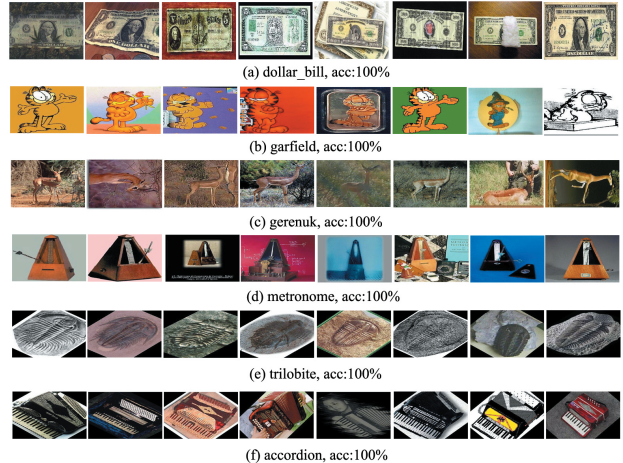 (a) dollar_bill, acc:100%
(b) garfield, acc:100%
(c) gerenuk, acc:100%
(d) metronome, acc:100%
(e) trilobite, acc:100%
(f) accordion, acc:100%